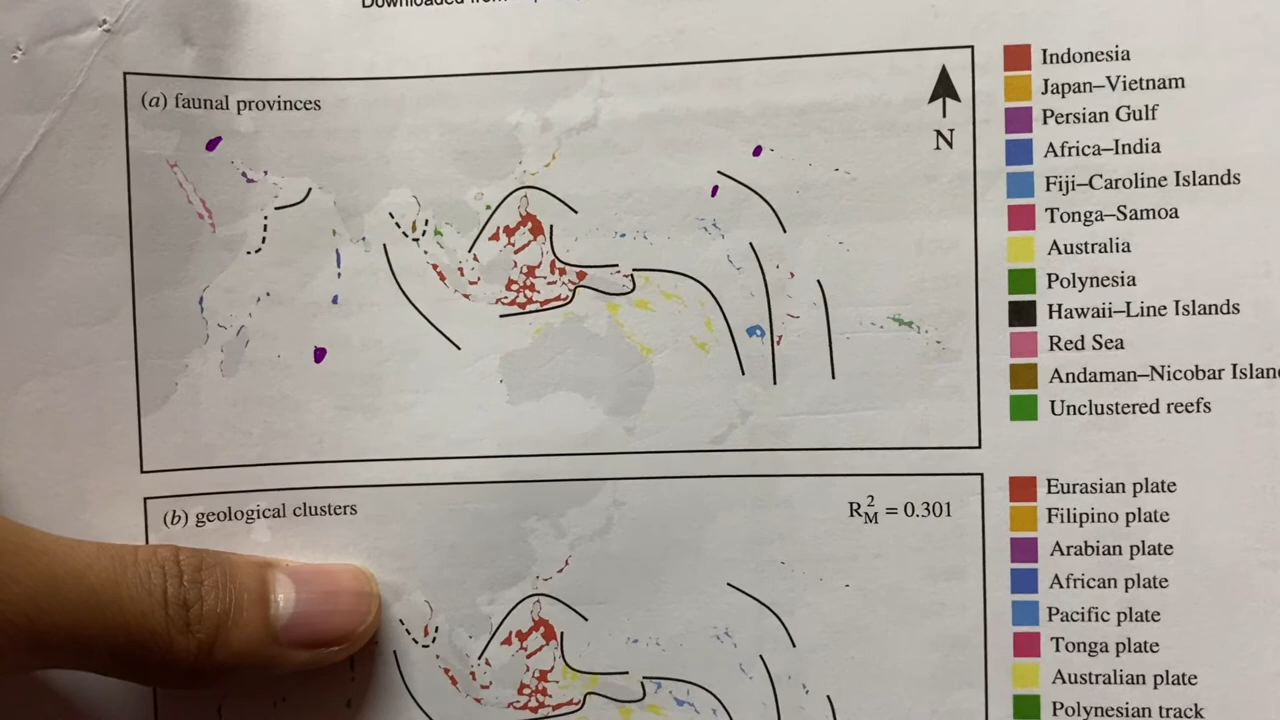 Downloaded from
(a) faunal provinces
N
Indonesia
Japan–Vietnam
Persian Gulf
Africa–India
Fiji–Caroline Islands
Tonga–Samoa
Australia
Polynesia
Hawaii–Line Islands
Red Sea
Andaman–Nicobar Islan
Unclustered reefs
(b) geological clusters
R²M = 0.301
Eurasian plate
Filipino plate
Arabian plate
African plate
Pacific plate
Tonga plate
Australian plate
Polynesian track